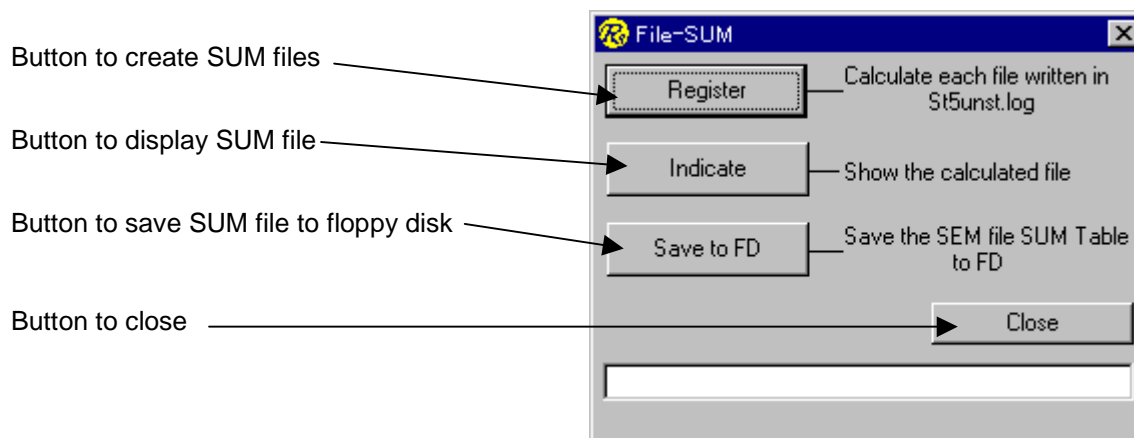 File-SUM
Button to create SUM files
Register
Calculate each file written in
St5unst.log
Button to display SUM file
Indicate
Show the calculated file
Button to save SUM file to floppy disk
Save to FD
Save the SEM file SUM Table
to FD
Button to close
Close